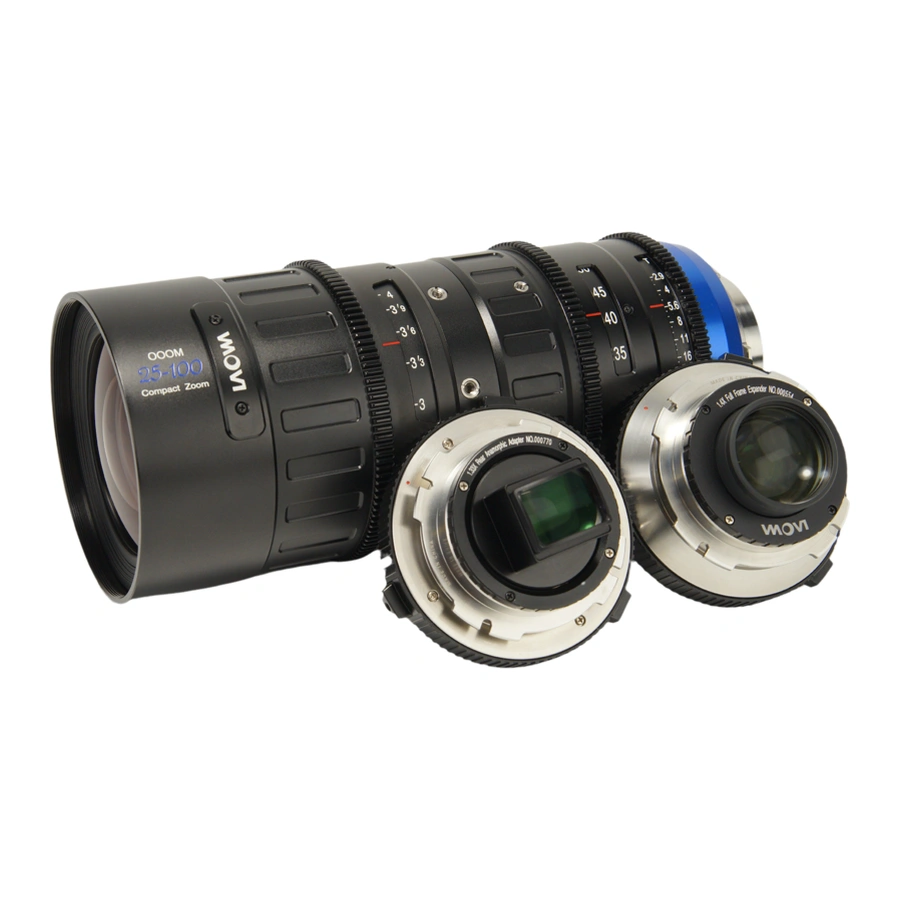 OOOM
25-100
Compact Zoom
LAOWA
4
3'9
3'6
3'3
3
50
45
40
35
T
2.9
4
5.6
8
11
16
1.33X Rear Anamorphic Adapter NO.000770
1.6X Full Frame Expander NO.000554
LAOWA